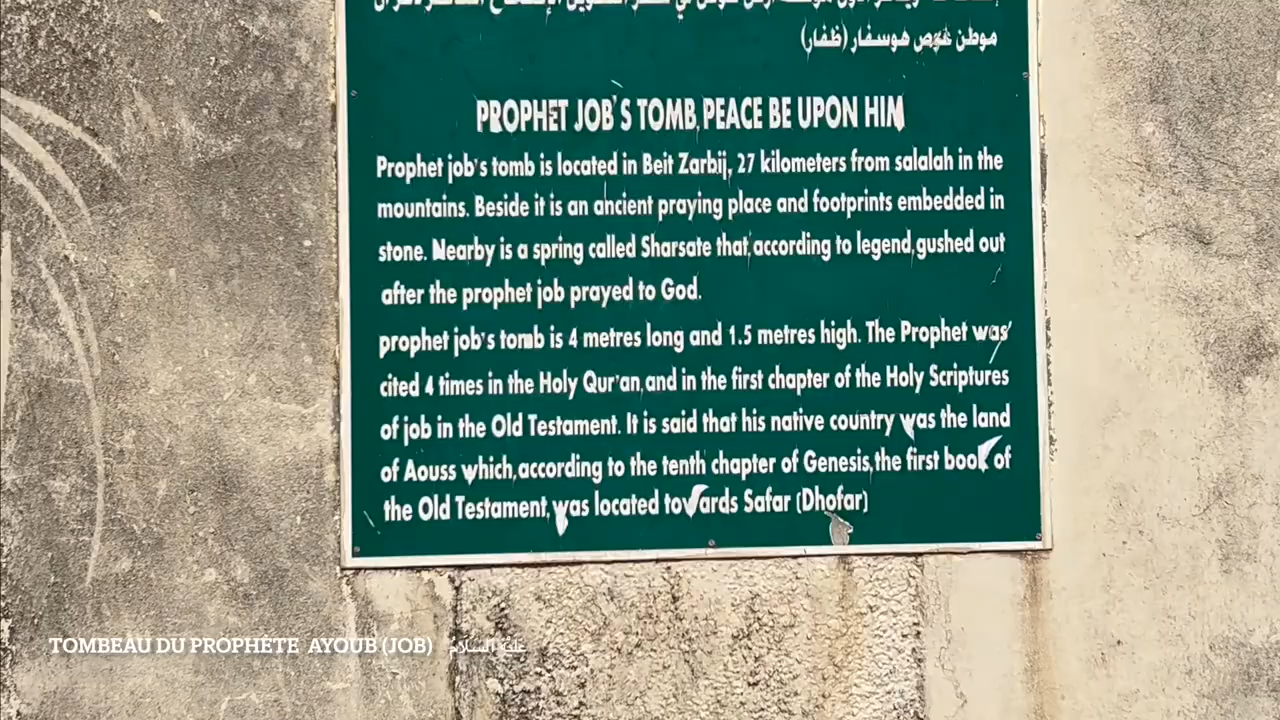 موطن عوص هوسفار (ظفار)
PROPHET JOB'S TOMB, PEACE BE UPON HIM
Prophet job's tomb is located in Beit Zarbij, 27 kilometers from salalah in the
mountains. Beside it is an ancient praying place and footprints embedded in
stone. Nearby is a spring called Sharsate that, according to legend, gushed out
after the prophet job prayed to God.
prophet job's tomb is 4 metres long and 1.5 metres high. The Prophet was
cited 4 times in the Holy Qur'an, and in the first chapter of the Holy Scriptures
of job in the Old Testament. It is said that his native country was the land
of Aouss which, according to the tenth chapter of Genesis, the first book of
the Old Testament, was located towards Safar (Dhofar)
TOMBEAU DU PROPHÈTE AYOUB (JOB) عليه السلام